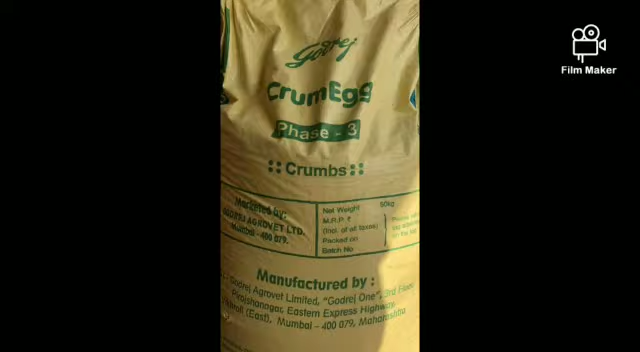 Godrej
CrumEgg
Phase - 3
Crumbs
Marketed by:
AGROVET LTD.
Mumbai - 400 079.
Net Weight 50kg
M.R.P. ₹
(Incl. of all taxes)
Packed on
Batch No
Manufactured by :
Godrej Agrovet Limited, "Godrej One", 3rd Floor
Pirojshanagar, Eastern Express Highway,
(East), Mumbai - 400 079, Maharashtra
Film Maker